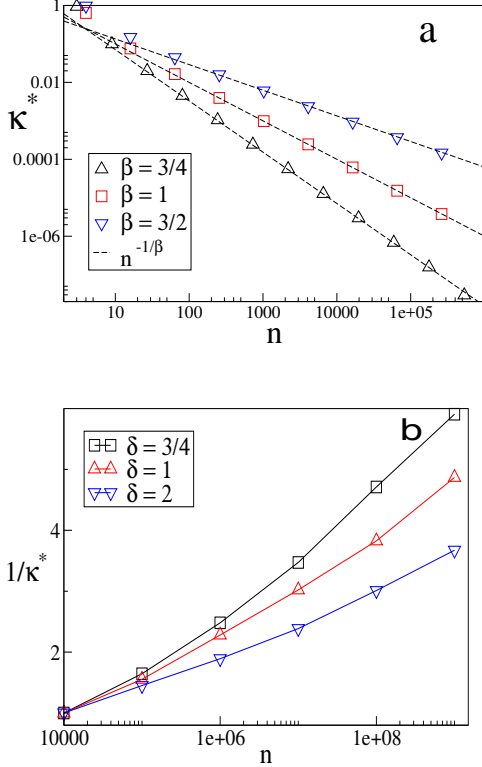 a
1
0.01
0.0001
1e-06
κ*
β = 3/4
β = 1
β = 3/2
n^{-1/β}
10
100
1000
10000
1e+05
n
b
δ = 3/4
δ = 1
δ = 2
4
2
1/κ*
10000
1e+06
1e+08
n